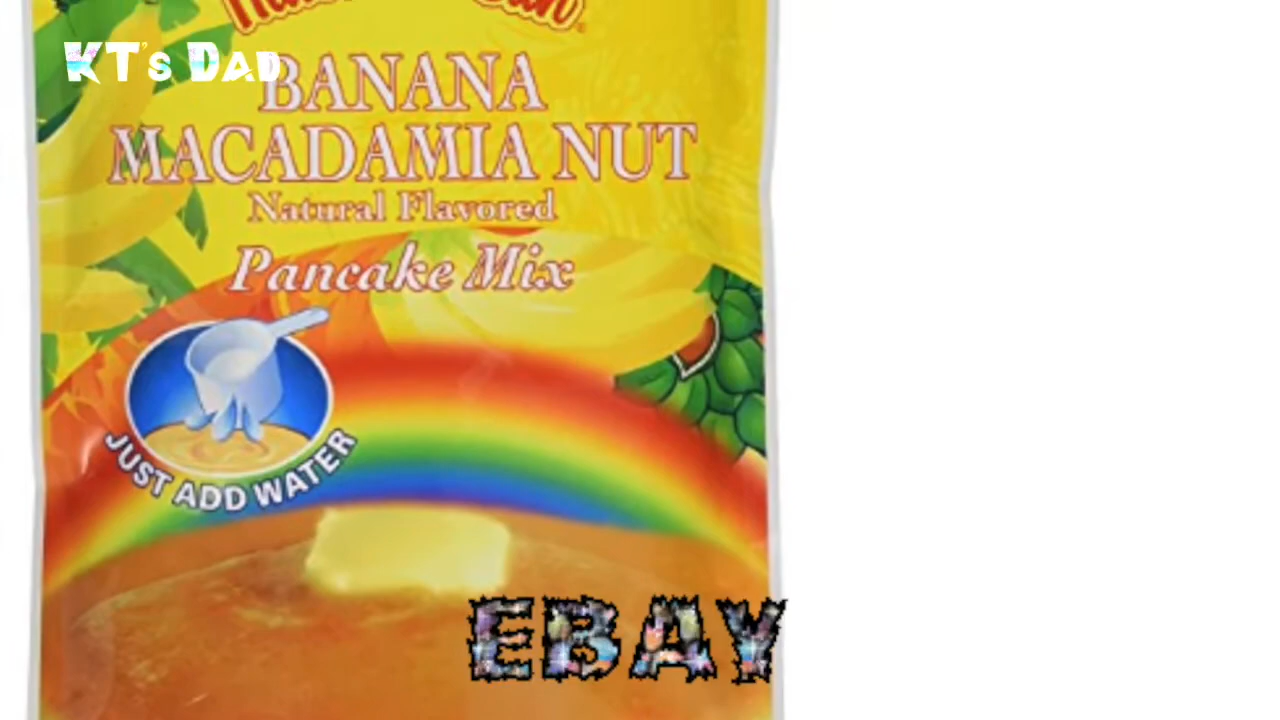 KT's Dad
BANANA
MACADAMIA NUT
Natural Flavored
Pancake Mix
JUST ADD WATER
EBAY